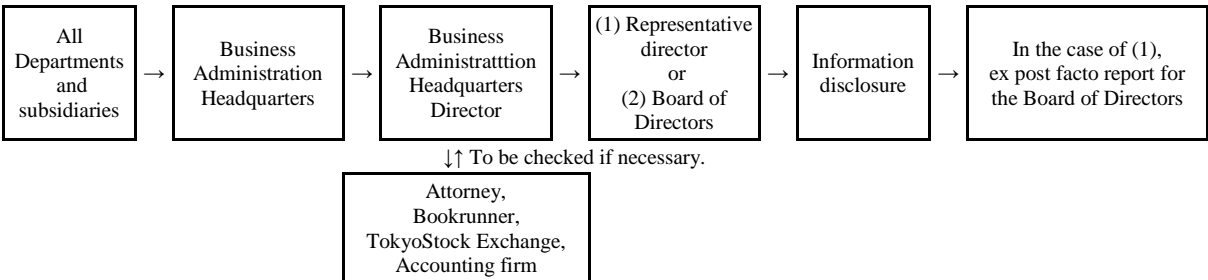 All
Departments
and
subsidiaries
→
Business
Administration
Headquarters
→
Business
Administratttion
Headquarters
Director
→
(1) Representative
director
or
(2) Board of
Directors
→
Information
disclosure
→
In the case of (1),
ex post facto report for
the Board of Directors
↓↑ To be checked if necessary.
Attorney,
Bookrunner,
TokyoStock Exchange,
Accounting firm